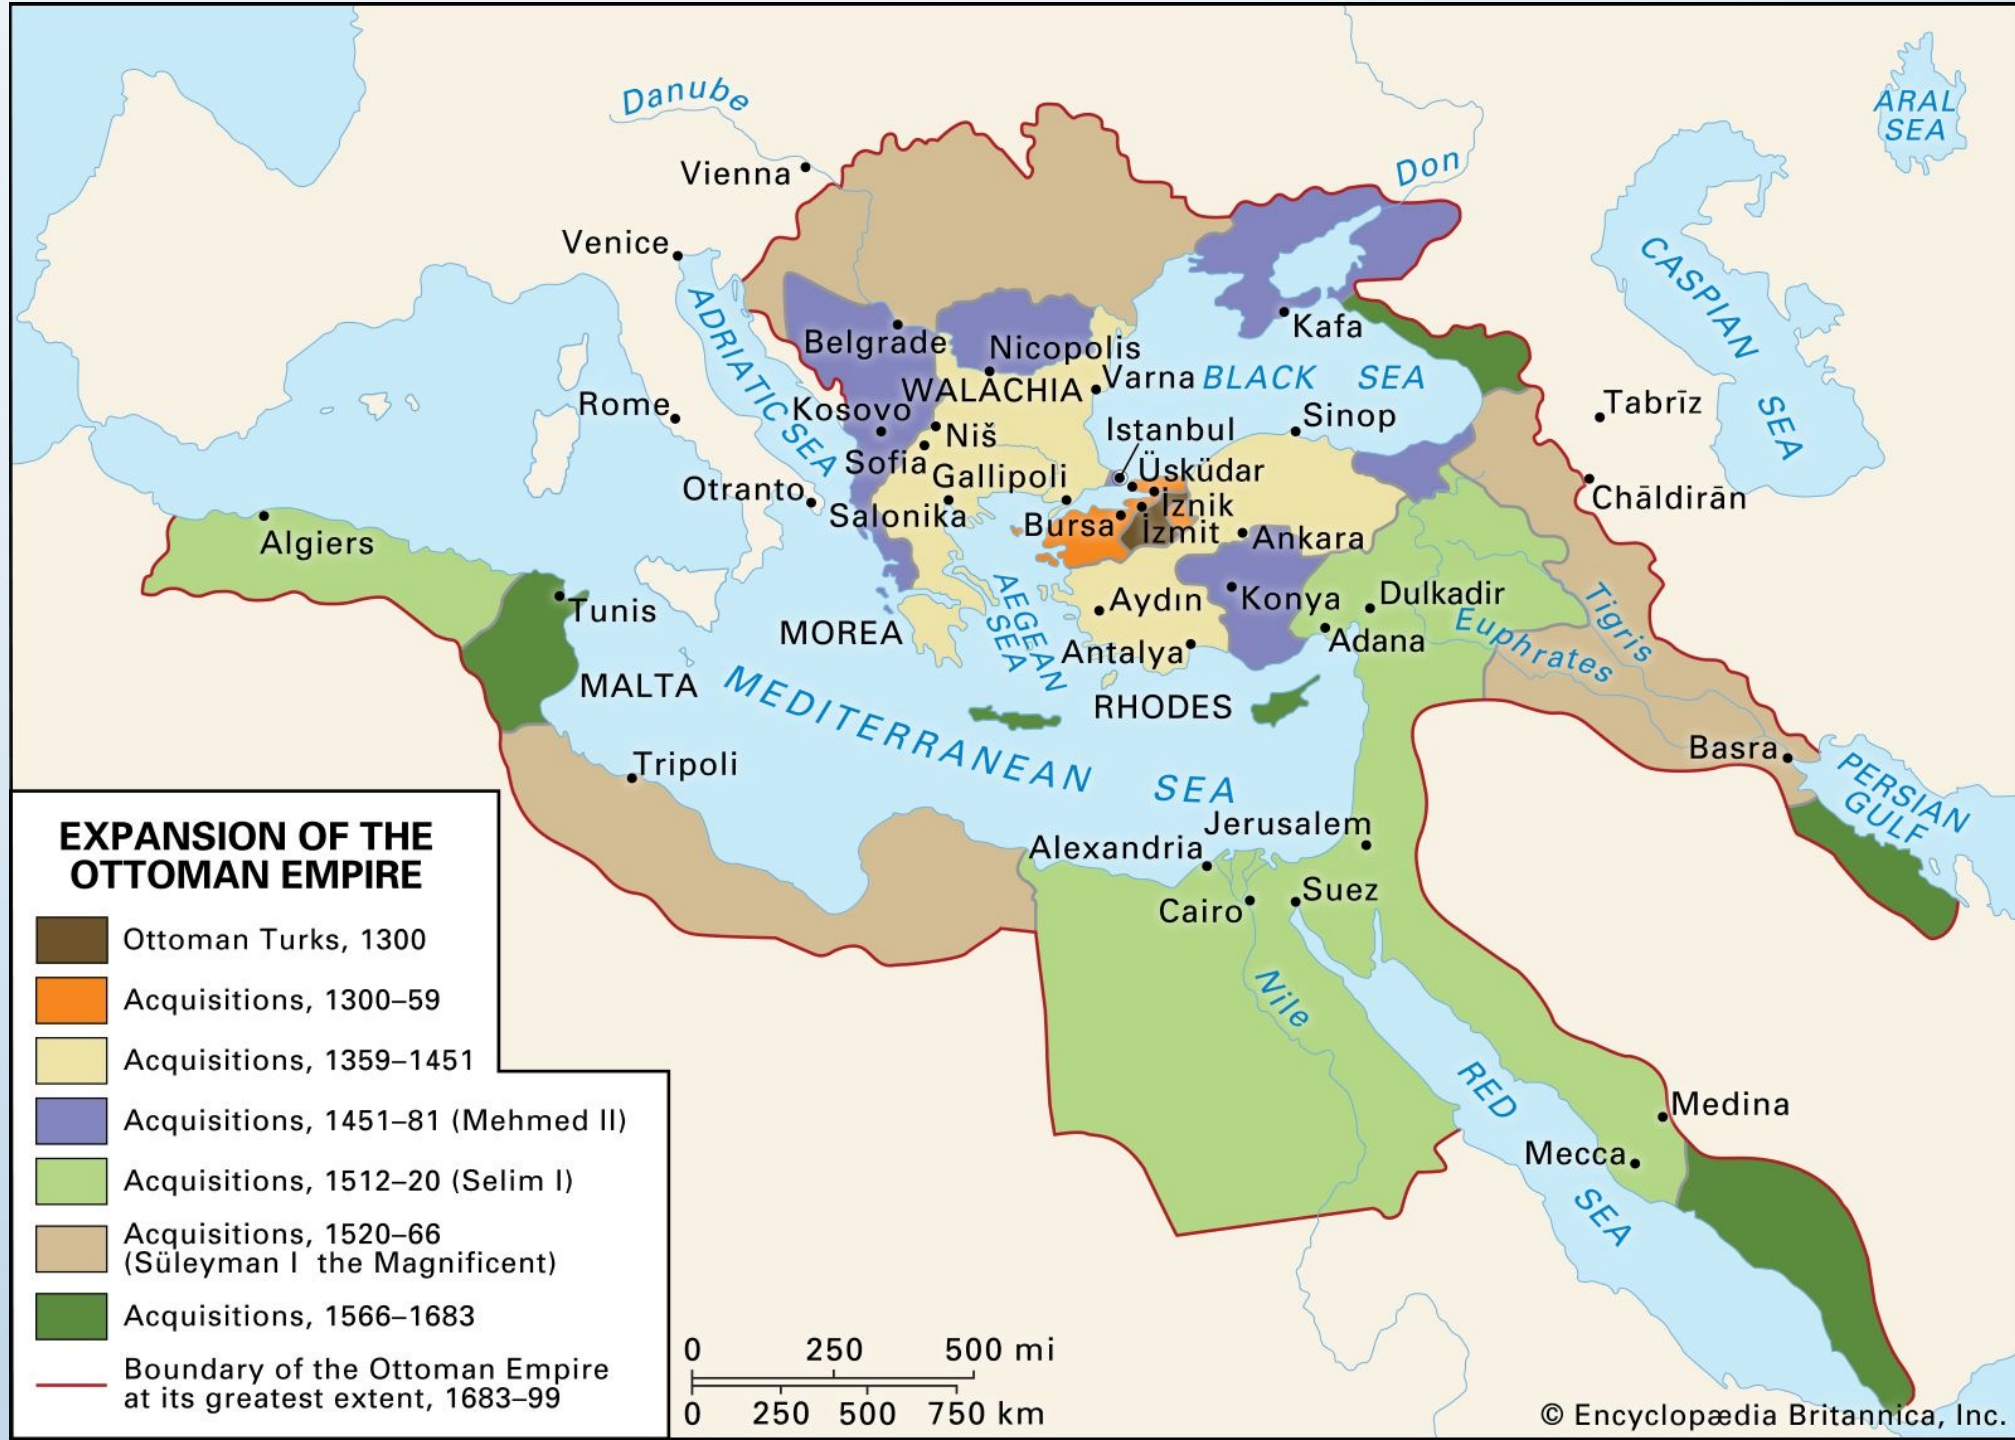 Danube
Don
ARAL
SEA
Vienna
Venice
CASPIAN
SEA
ADRIATIC SEA
Belgrade
Nicopolis
Kafa
WALACHIA
Varna
BLACK SEA
Rome
Kosovo
Tabrīz
Sinop
Niš
Istanbul
Sofia
Üsküdar
Gallipoli
Otranto
Chāldirān
Salonika
İznik
Bursa
İzmit
Ankara
Algiers
AEGEAN
SEA
Aydın
Konya
Dulkadir
Tigris
Tunis
Euphrates
MOREA
Adana
Antalya
MALTA
RHODES
MEDITERRANEAN SEA
Basra
Tripoli
PERSIAN
GULF
Jerusalem
Alexandria
Suez
Cairo
Nile
RED
SEA
Medina
Mecca
EXPANSION OF THE
OTTOMAN EMPIRE
Ottoman Turks, 1300
Acquisitions, 1300–59
Acquisitions, 1359–1451
Acquisitions, 1451–81 (Mehmed II)
Acquisitions, 1512–20 (Selim I)
Acquisitions, 1520–66
(Süleyman I the Magnificent)
Acquisitions, 1566–1683
Boundary of the Ottoman Empire
at its greatest extent, 1683–99
0 250 500 mi
0 250 500 750 km
© Encyclopædia Britannica, Inc.